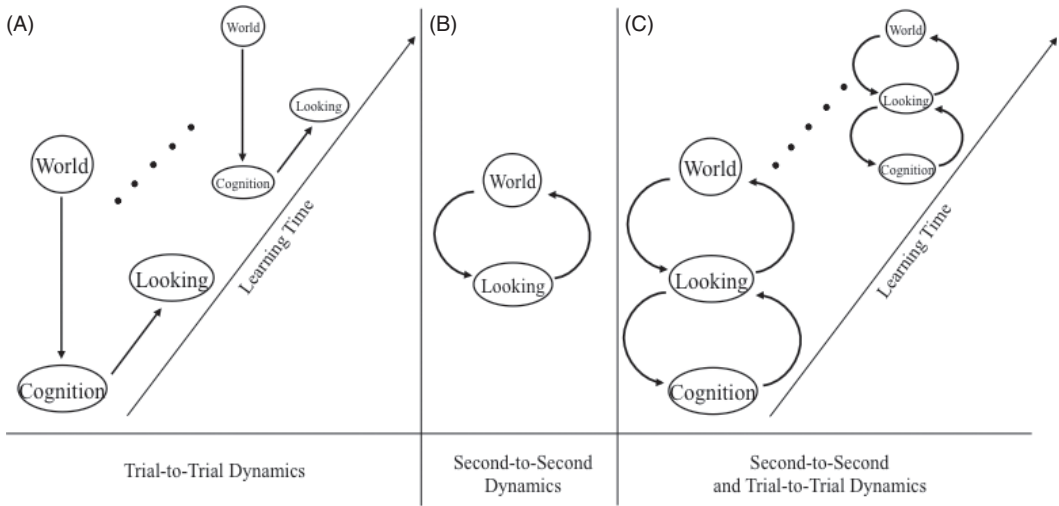 (A)
World
Cognition
Looking
World
Cognition
Looking
Learning Time
Trial-to-Trial Dynamics
(B)
World
Looking
Second-to-Second
Dynamics
(C)
World
Looking
Cognition
World
Looking
Cognition
Learning Time
Second-to-Second
and Trial-to-Trial Dynamics